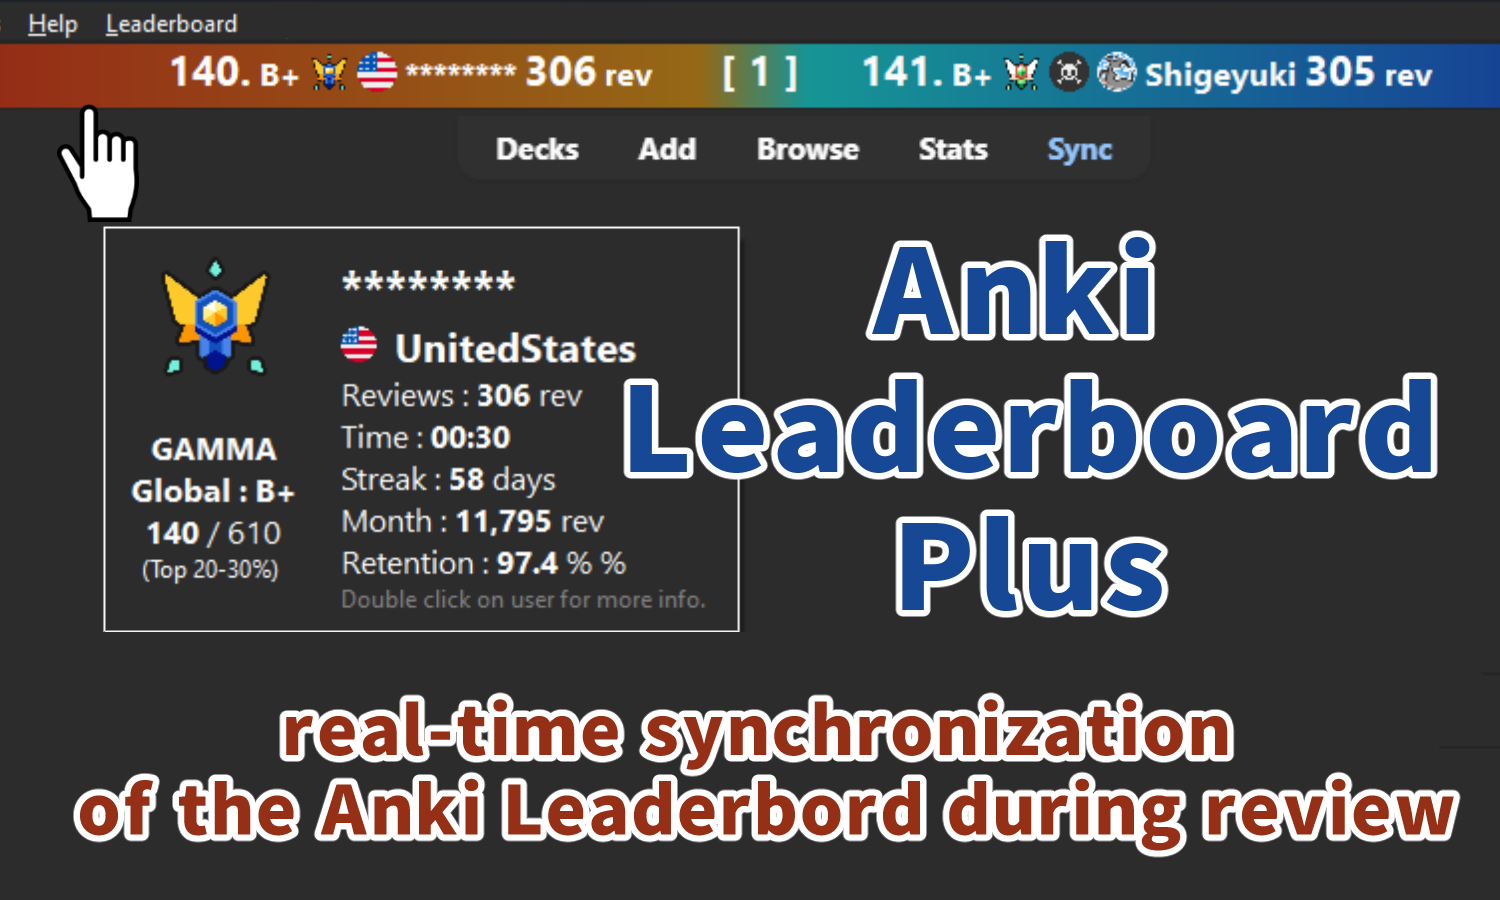 Help Leaderboard
140. B+ ******** 306 rev [ 1 ] 141. B+ Shigeyuki 305 rev
Decks Add Browse Stats Sync
********
UnitedStates
Reviews : 306 rev
Time : 00:30
Streak : 58 days
Month : 11,795 rev
Retention : 97.4 % %
Double click on user for more info.
GAMMA
Global : B+
140 / 610
(Top 20-30%)
Anki
Leaderboard
Plus
real-time synchronization
of the Anki Leaderbord during review